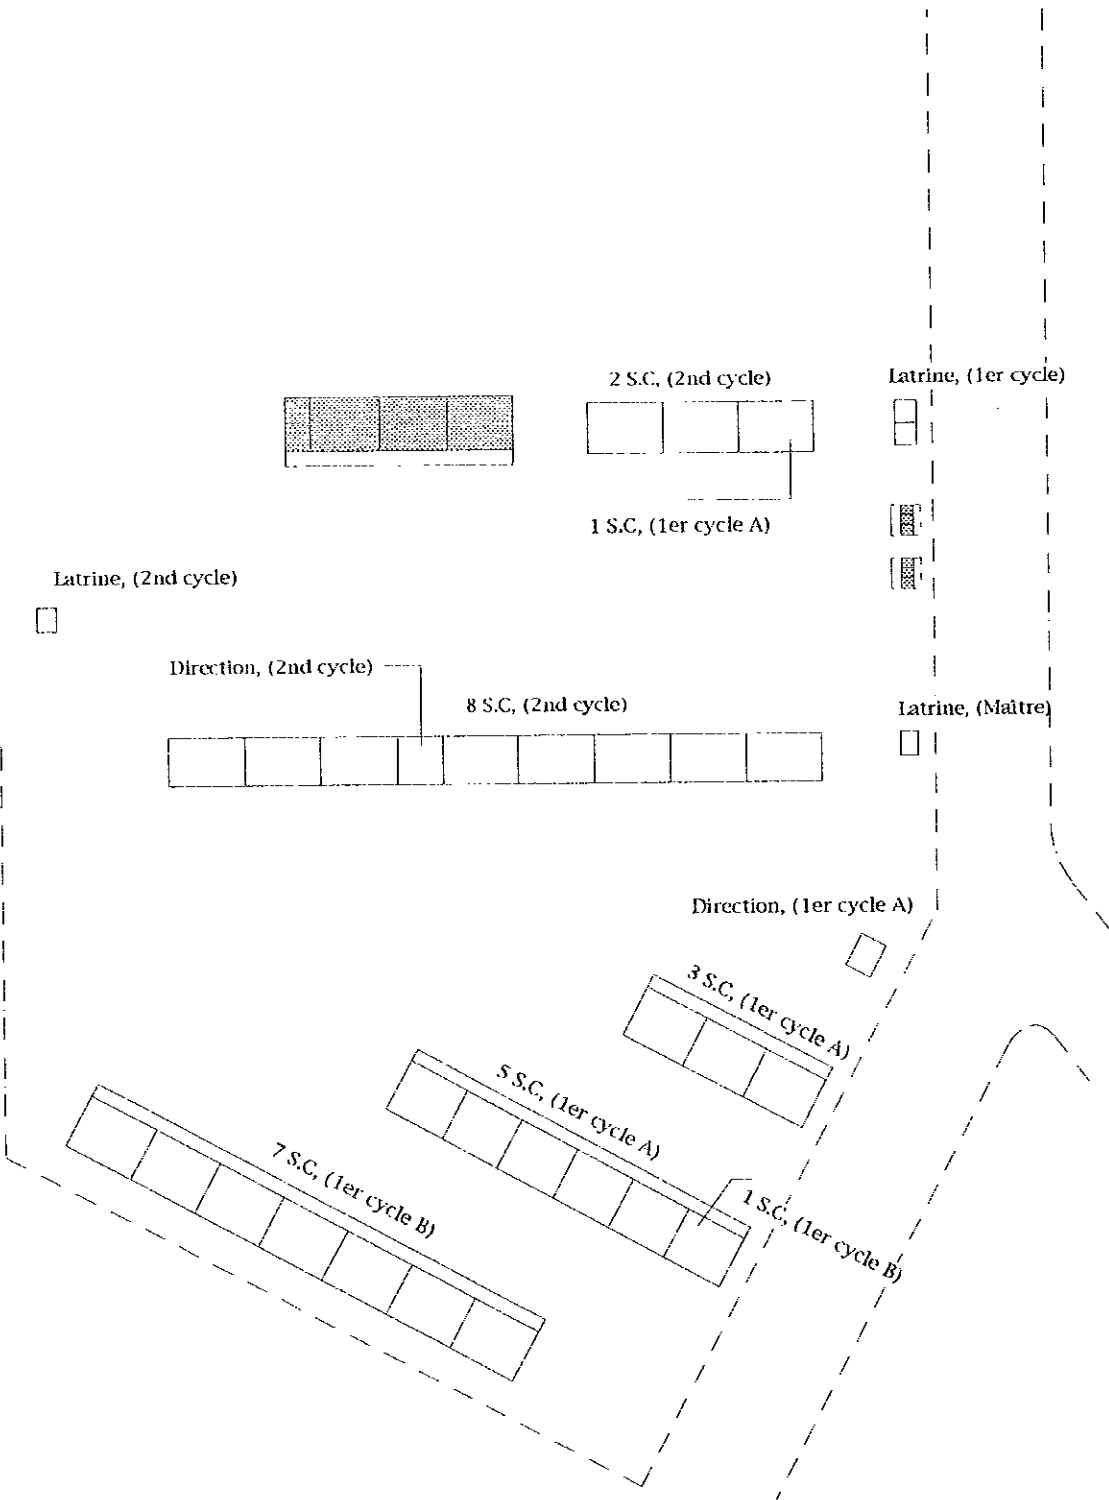 2 S.C, (2nd cycle)
Latrine, (1er cycle)
1 S.C, (1er cycle A)
Latrine, (2nd cycle)
Direction, (2nd cycle)
8 S.C, (2nd cycle)
Latrine, (Maître)
Direction, (1er cycle A)
3 S.C, (1er cycle A)
5 S.C, (1er cycle A)
7 S.C, (1er cycle B)
1 S.C, (1er cycle B)